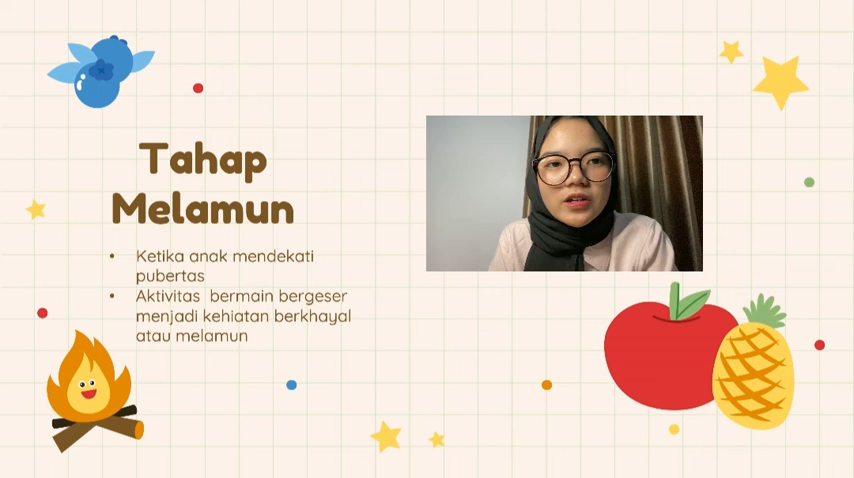 Tahap
Melamun
• Ketika anak mendekati
pubertas
• Aktivitas  bermain bergeser
menjadi kehiatan berkhayal
atau melamun